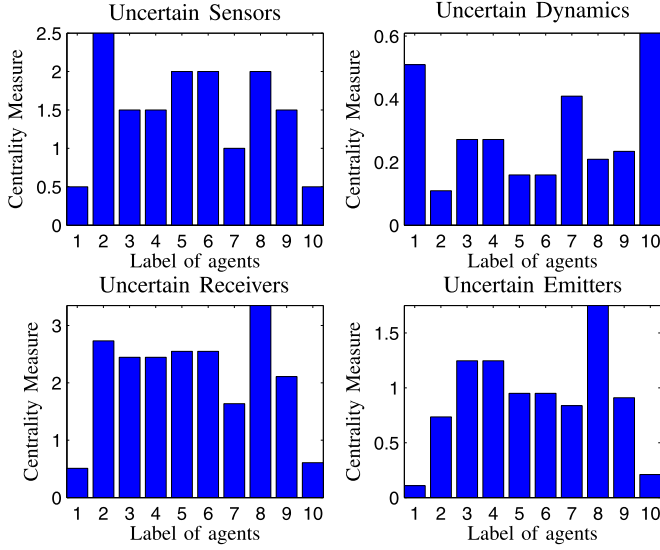 Uncertain Sensors
Centrality Measure
2.5
2
1.5
1
0.5
0
1 2 3 4 5 6 7 8 9 10
Label of agents
Uncertain Dynamics
Centrality Measure
0.6
0.4
0.2
0
1 2 3 4 5 6 7 8 9 10
Label of agents
Uncertain Receivers
Centrality Measure
3
2
1
0
1 2 3 4 5 6 7 8 9 10
Label of agents
Uncertain Emitters
Centrality Measure
1.5
1
0.5
0
1 2 3 4 5 6 7 8 9 10
Label of agents